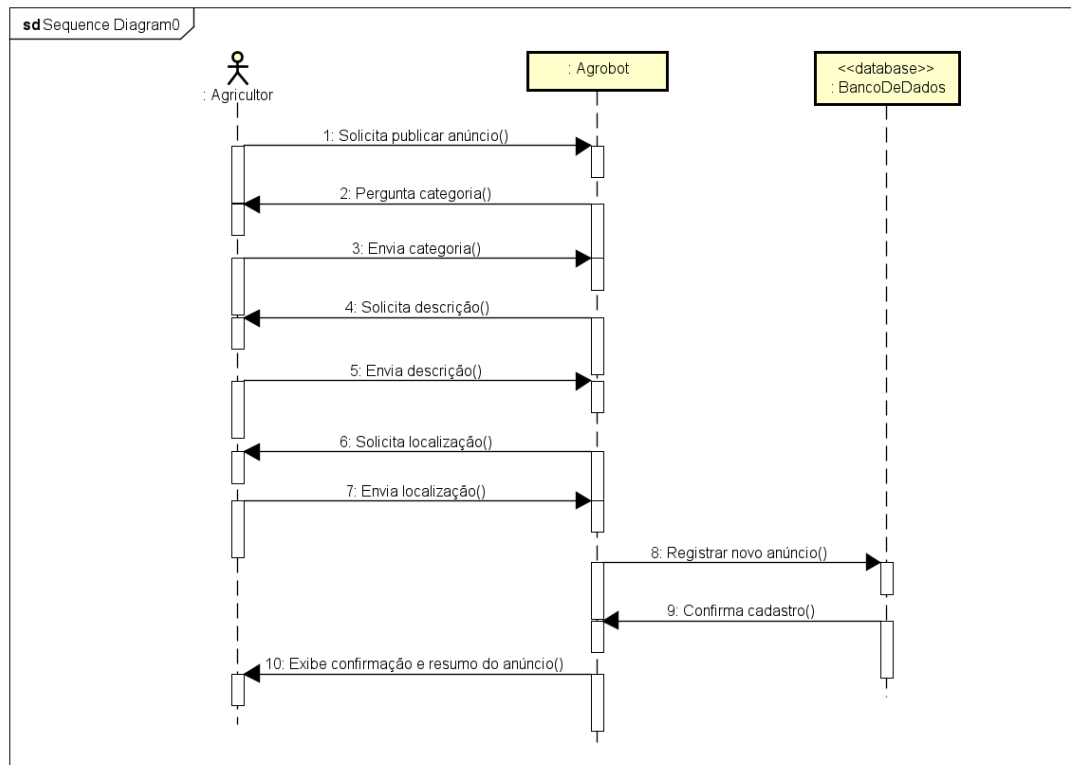 sd Sequence Diagram0
: Agricultor
: Agrobot
<<database>>
: BancoDeDados
1: Solicita publicar anúncio()
2: Pergunta categoria()
3: Envia categoria()
4: Solicita descrição()
5: Envia descrição()
6: Solicita localização()
7: Envia localização()
8: Registrar novo anúncio()
9: Confirma cadastro()
10: Exibe confirmação e resumo do anúncio()